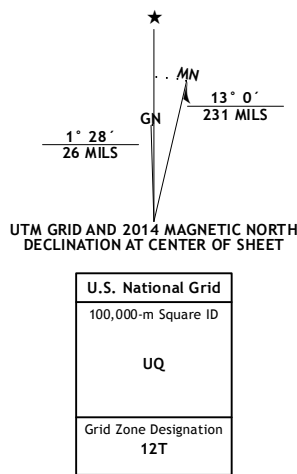 MN
GN
13° 0´
231 MILS
1° 28´
26 MILS
UTM GRID AND 2014 MAGNETIC NORTH
DECLINATION AT CENTER OF SHEET
U.S. National Grid
100,000-m Square ID
UQ
Grid Zone Designation
12T